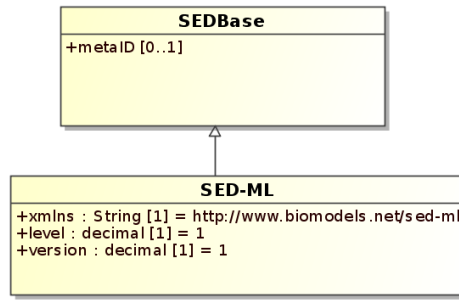 SEDBase
+metaID [0..1]
SED-ML
+xmlns : String [1] = http://www.biomodels.net/sed-ml
+level : decimal [1] = 1
+version : decimal [1] = 1